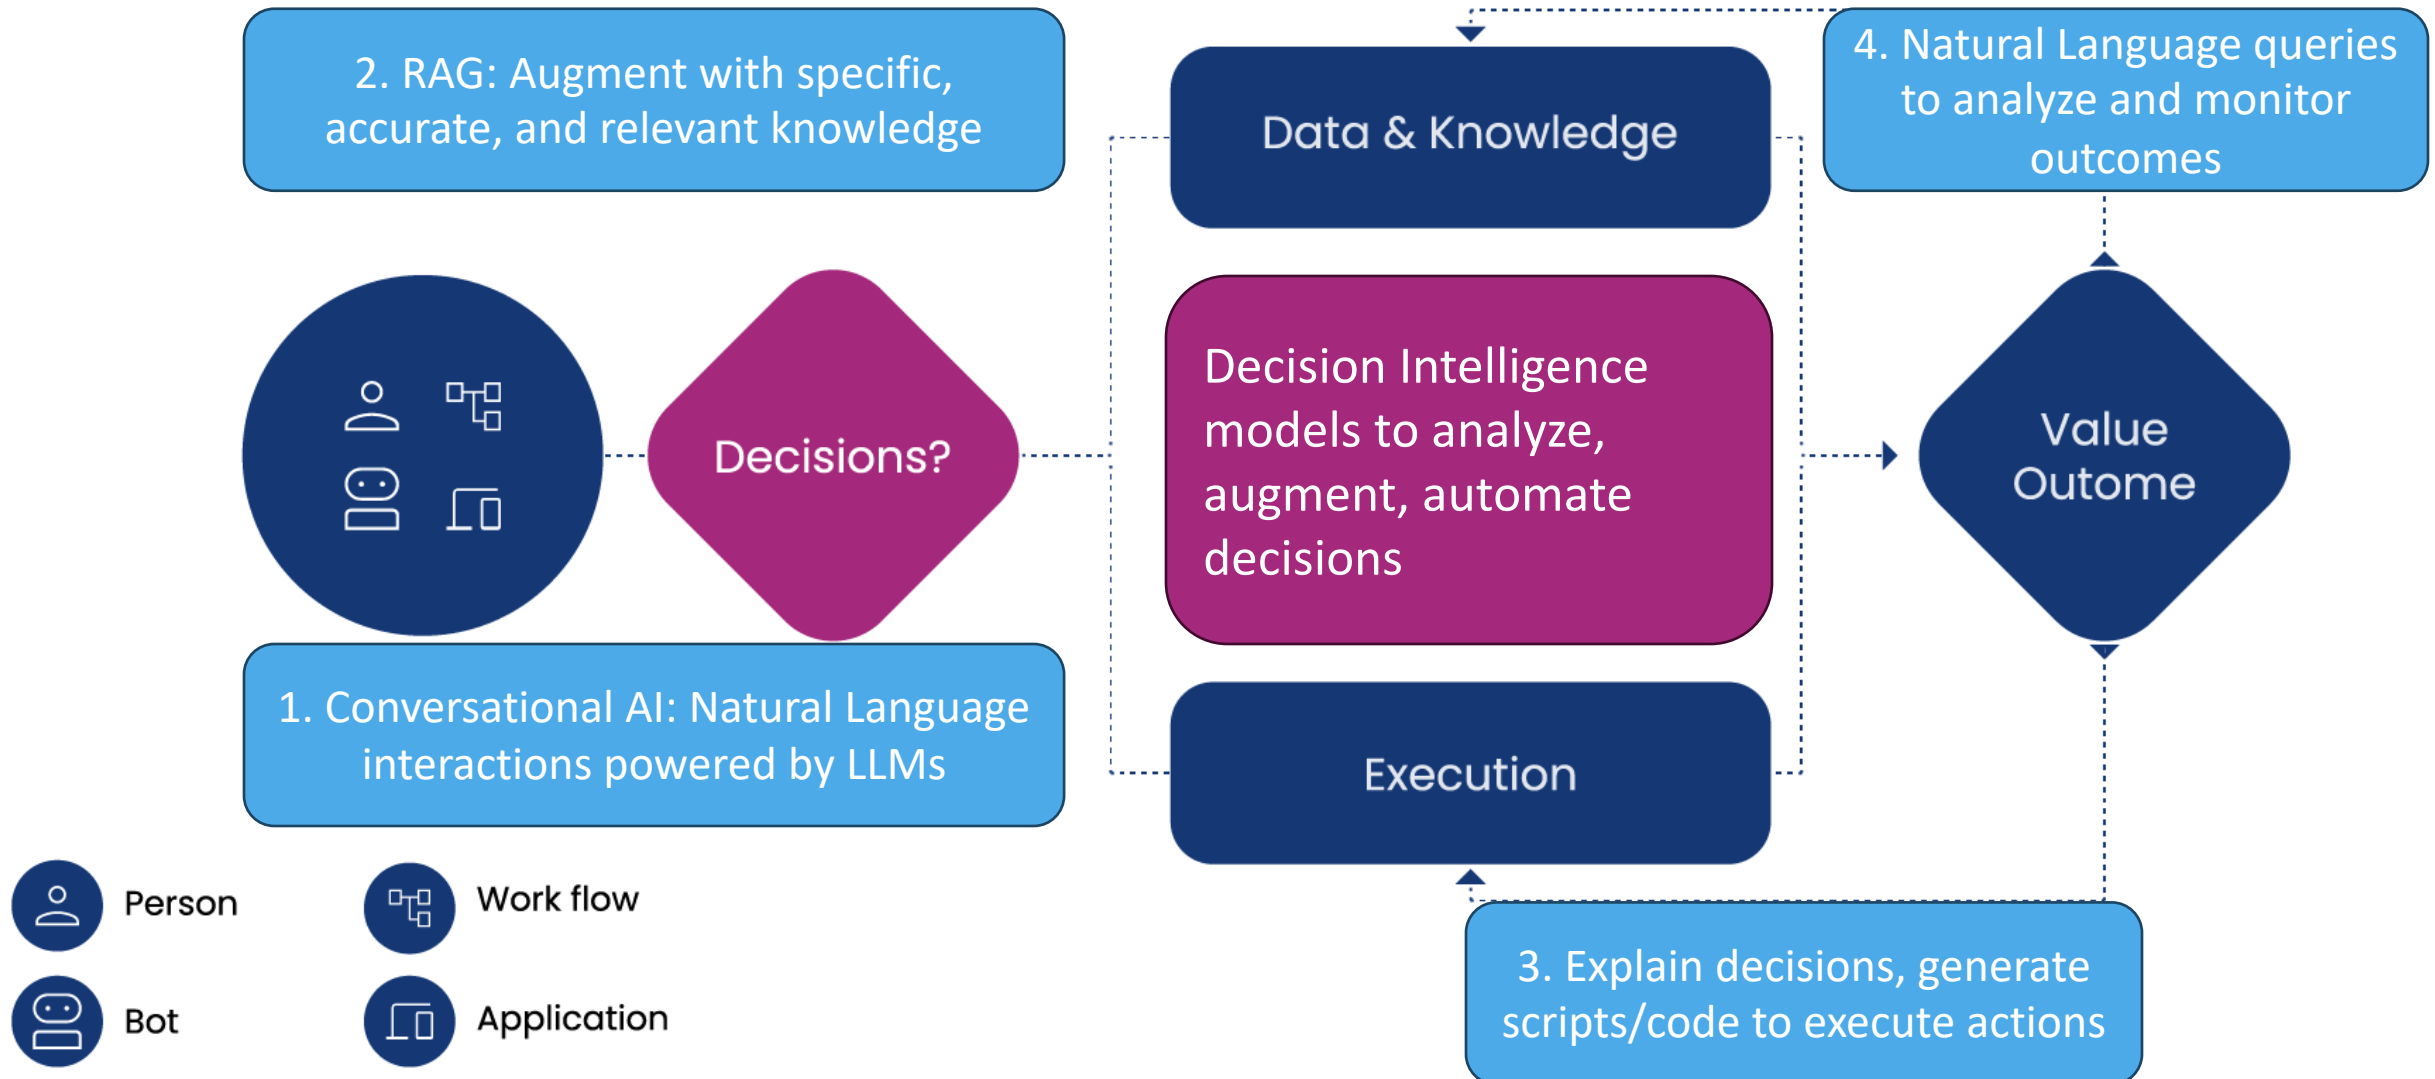 2. RAG: Augment with specific,
accurate, and relevant knowledge
Data & Knowledge
4. Natural Language queries
to analyze and monitor
outcomes
Decisions?
Decision Intelligence
models to analyze,
augment, automate
decisions
Value
Outome
1. Conversational AI: Natural Language
interactions powered by LLMs
Execution
Person
Work flow
Bot
Application
3. Explain decisions, generate
scripts/code to execute actions